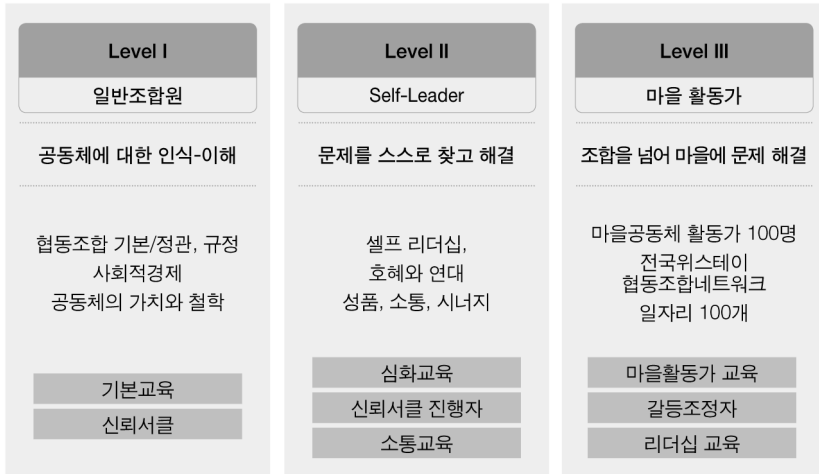 Level I
일반조합원
공동체에 대한 인식-이해
협동조합 기본/정관, 규정
사회적경제
공동체의 가치와 철학
기본교육
신뢰서클
Level II
Self-Leader
문제를 스스로 찾고 해결
셀프 리더십,
호혜와 연대
성품, 소통, 시너지
심화교육
신뢰서클 진행자
소통교육
Level III
마을 활동가
조합을 넘어 마을에 문제 해결
마을공동체 활동가 100명
전국위스테이
협동조합네트워크
일자리 100개
마을활동가 교육
갈등조정자
리더십 교육